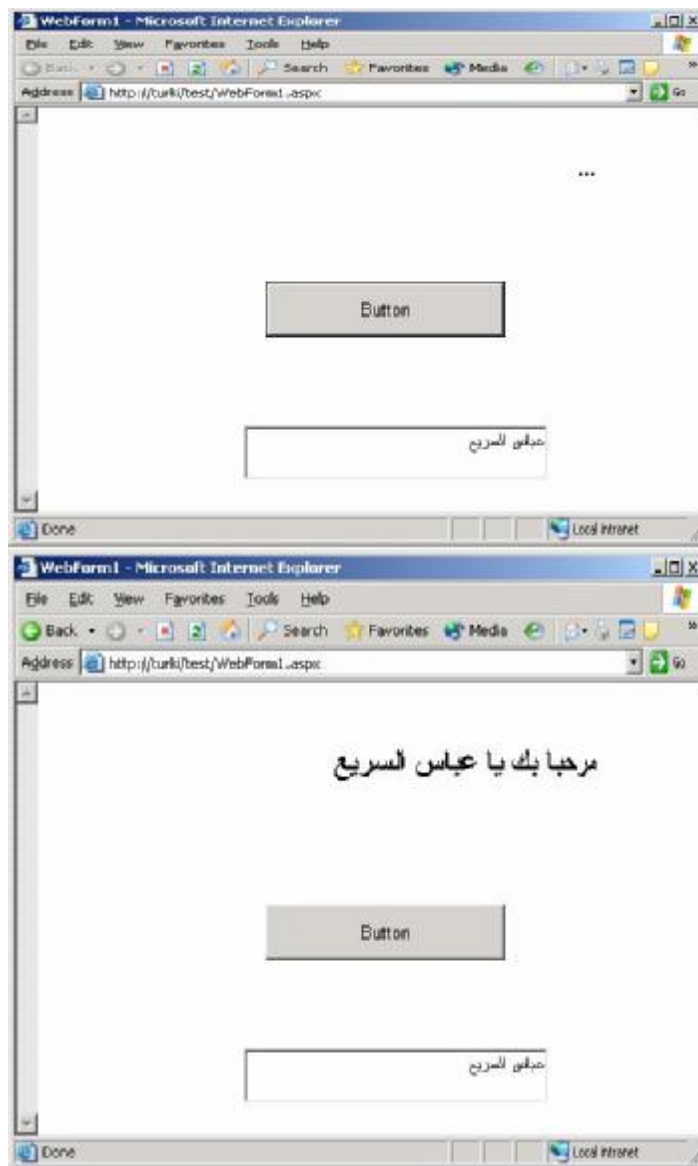 WebForm1 - Microsoft Internet Explorer
File Edit View Favorites Tools Help
Back Search Favorites Media »
Address http://turki/test/WebForm1.aspx Go
...
Button
عباس السريع
Done Local intranet
WebForm1 - Microsoft Internet Explorer
File Edit View Favorites Tools Help
Back Search Favorites Media »
Address http://turki/test/WebForm1.aspx Go
مرحبا بك يا عباس السريع
Button
عباس السريع
Done Local intranet